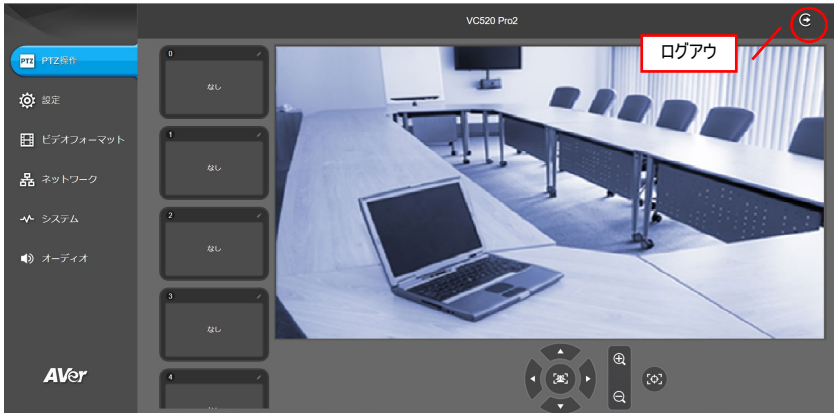 VC520 Pro2
ログアウ
PTZ PTZ操作
設定
ビデオフォーマット
ネットワーク
システム
オーディオ
AVer
0
なし
1
なし
2
なし
3
なし
4